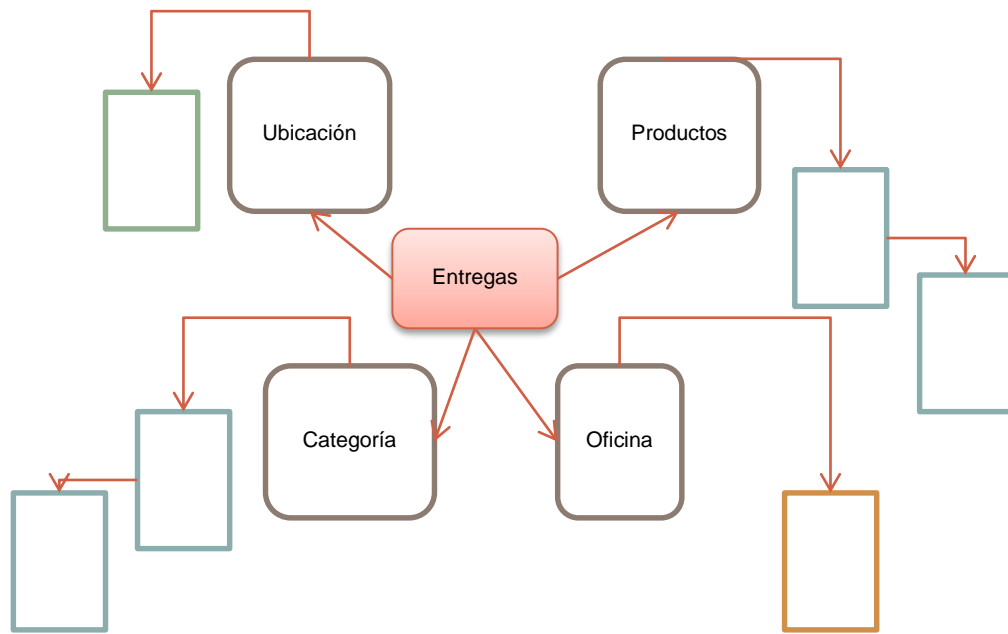 Ubicación
Productos
Entregas
Categoría
Oficina